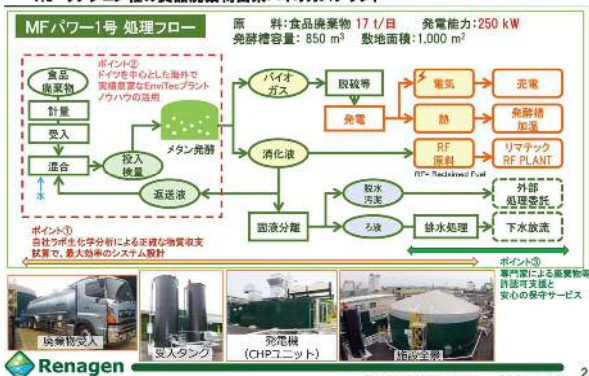 MFパワー1号 処理フロー
原　料:食品廃棄物 17 t/日　発電能力:250 kW
発酵槽容量: 850 m³　敷地面積:1,000 m²
ポイント②
ドイツを中心とした海外で
実績豊富なEnviTecプラント
ノウハウの活用
食品
廃棄物
計量
受入
混合
水
投入
検量
メタン発酵
返送液
バイオ
ガス
脱硫等
発電
電気
売電
熱
発酵槽
加温
消化液
RF
原料
RF= Reclaimed Fuel
リマテック
RF PLANT
固液分離
脱水
汚泥
外部
処理委託
ろ液
排水処理
下水放流
ポイント①
自社ラボ生化学分析による正確な物質収支
試算で、最大効率のシステム設計
ポイント③
専門家による廃棄物等
許認可支援と
安心の保守サービス
廃棄物受入
受入タンク
発電機
(CHPユニット)
施設全景
Renagen
2